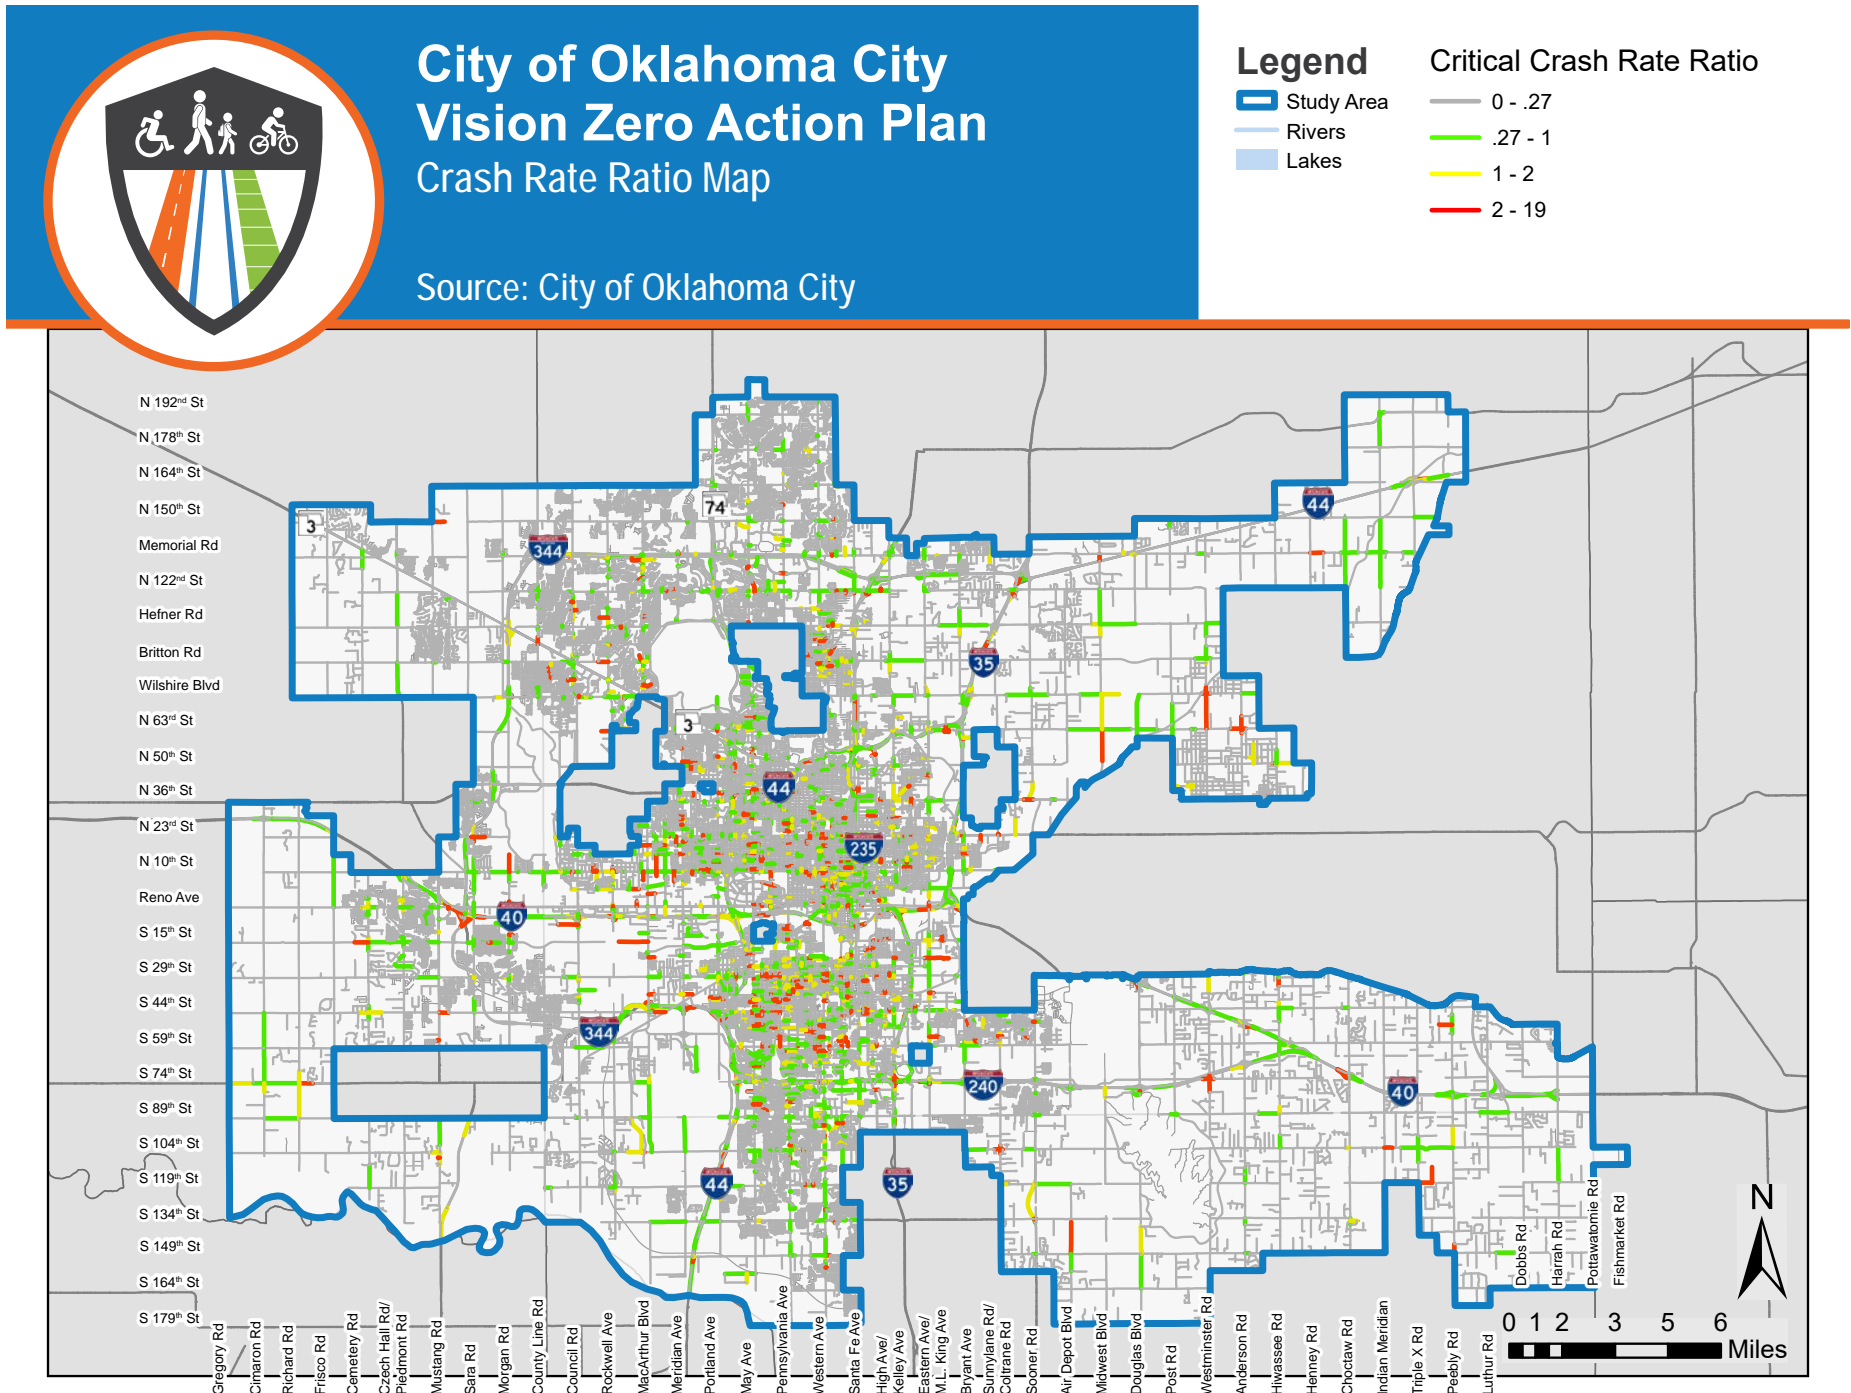 City of Oklahoma City
Vision Zero Action Plan
Crash Rate Ratio Map
Source: City of Oklahoma City
Legend
Study Area
Rivers
Lakes
Critical Crash Rate Ratio
0 - .27
.27 - 1
1 - 2
2 - 19
N 192nd St
N 178th St
N 164th St
N 150th St
Memorial Rd
N 122nd St
Hefner Rd
Britton Rd
Wilshire Blvd
N 63rd St
N 50th St
N 36th St
N 23rd St
N 10th St
Reno Ave
S 15th St
S 29th St
S 44th St
S 59th St
S 74th St
S 89th St
S 104th St
S 119th St
S 134th St
S 149th St
S 164th St
S 179th St
74
3
344
44
35
3
44
235
40
344
240
40
44
35
Gregory Rd
Cimaron Rd
Richard Rd
Frisco Rd
Cemetery Rd
Czech Hall Rd/
Piedmont Rd
Mustang Rd
Sara Rd
Morgan Rd
County Line Rd
Council Rd
Rockwell Ave
MacArthur Blvd
Meridian Ave
Portland Ave
May Ave
Pennsylvania Ave
Western Ave
Santa Fe Ave
High Ave/
Kelley Ave
Eastern Ave/
M.L. King Ave
Bryant Ave
Sunnylane Rd/
Coltrane Rd
Sooner Rd
Air Depot Blvd
Midwest Blvd
Douglas Blvd
Post Rd
Westminster Rd
Anderson Rd
Hiwassee Rd
Henney Rd
Choctaw Rd
Indian Meridian
Triple X Rd
Peebly Rd
Luthur Rd
Dobbs Rd
Harrah Rd
Pottawatomie Rd
Fishmarket Rd
N
0 1 2 3 5 6
Miles